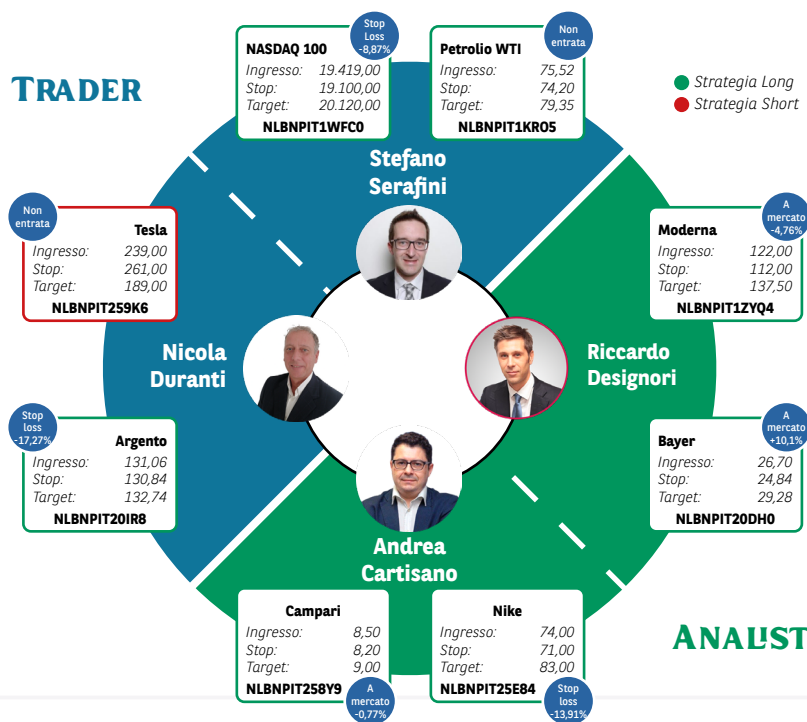 TRADER
NASDAQ 100
Stop
Loss
-8,87%
Ingresso: 19.419,00
Stop: 19.100,00
Target: 20.120,00
NLBNPIT1WFC0
Petrolio WTI
Non
entrata
Ingresso: 75,52
Stop: 74,20
Target: 79,35
NLBNPIT1KRO5
Strategia Long
Strategia Short
Stefano
Serafini
Non
entrata
Tesla
Ingresso: 239,00
Stop: 261,00
Target: 189,00
NLBNPIT259K6
A
mercato
-4,76%
Moderna
Ingresso: 122,00
Stop: 112,00
Target: 137,50
NLBNPIT1ZYQ4
Nicola
Duranti
Riccardo
Designori
Stop
loss
-17,27%
Argento
Ingresso: 131,06
Stop: 130,84
Target: 132,74
NLBNPIT20IR8
A
mercato
+10,1%
Bayer
Ingresso: 26,70
Stop: 24,84
Target: 29,28
NLBNPIT20DH0
Andrea
Cartisano
Campari
Ingresso: 8,50
Stop: 8,20
Target: 9,00
NLBNPIT258Y9
A
mercato
-0,77%
Nike
Ingresso: 74,00
Stop: 71,00
Target: 83,00
NLBNPIT25E84
Stop
loss
-13,91%
ANALIST